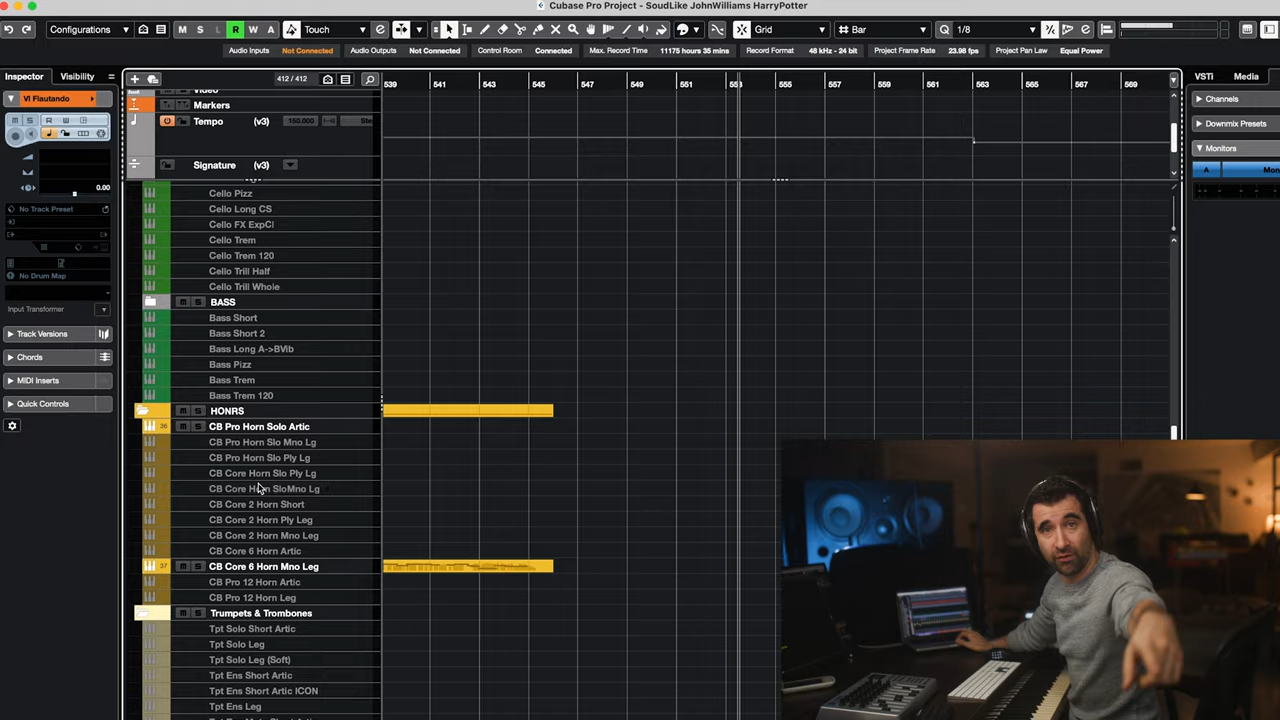 Cubase Pro Project - SoudLike JohnWilliams HarryPotter
Configurations M S L R W A Touch Grid Bar 1/8
Audio Inputs Not Connected Audio Outputs Not Connected Control Room Connected Max. Record Time 11175 hours 35 mins Record Format 48 kHz - 24 bit Project Frame Rate 23.98 fps Project Pan Law Equal Power
Inspector Visibility 412 / 412 539 541 543 545 547 549 551 555 557 559 561 563 565 567 569 VSTi Media
VI Flautando
Video
Markers
Tempo (v3) 150.000
Signature (v3)
0.00
No Track Preset
No Drum Map
Input Transformer
Track Versions
Chords
MIDI Inserts
Quick Controls
Cello Pizz
Cello Long CS
Cello FX ExpCl
Cello Trem
Cello Trem 120
Cello Trill Half
Cello Trill Whole
BASS
Bass Short
Bass Short 2
Bass Long A->BVib
Bass Pizz
Bass Trem
Bass Trem 120
m S HONRS
36 CB Pro Horn Solo Artic
CB Pro Horn Slo Mno Lg
CB Pro Horn Slo Ply Lg
CB Core Horn Slo Ply Lg
CB Core Horn SloMno Lg
CB Core 2 Horn Short
CB Core 2 Horn Ply Leg
CB Core 2 Horn Mno Leg
CB Core 6 Horn Artic
37 CB Core 6 Horn Mno Leg
CB Pro 12 Horn Artic
CB Pro 12 Horn Leg
m S Trumpets & Trombones
Tpt Solo Short Artic
Tpt Solo Leg
Tpt Solo Leg (Soft)
Tpt Ens Short Artic
Tpt Ens Short Artic ICON
Tpt Ens Leg
Channels
Downmix Presets
Monitors
A Mon